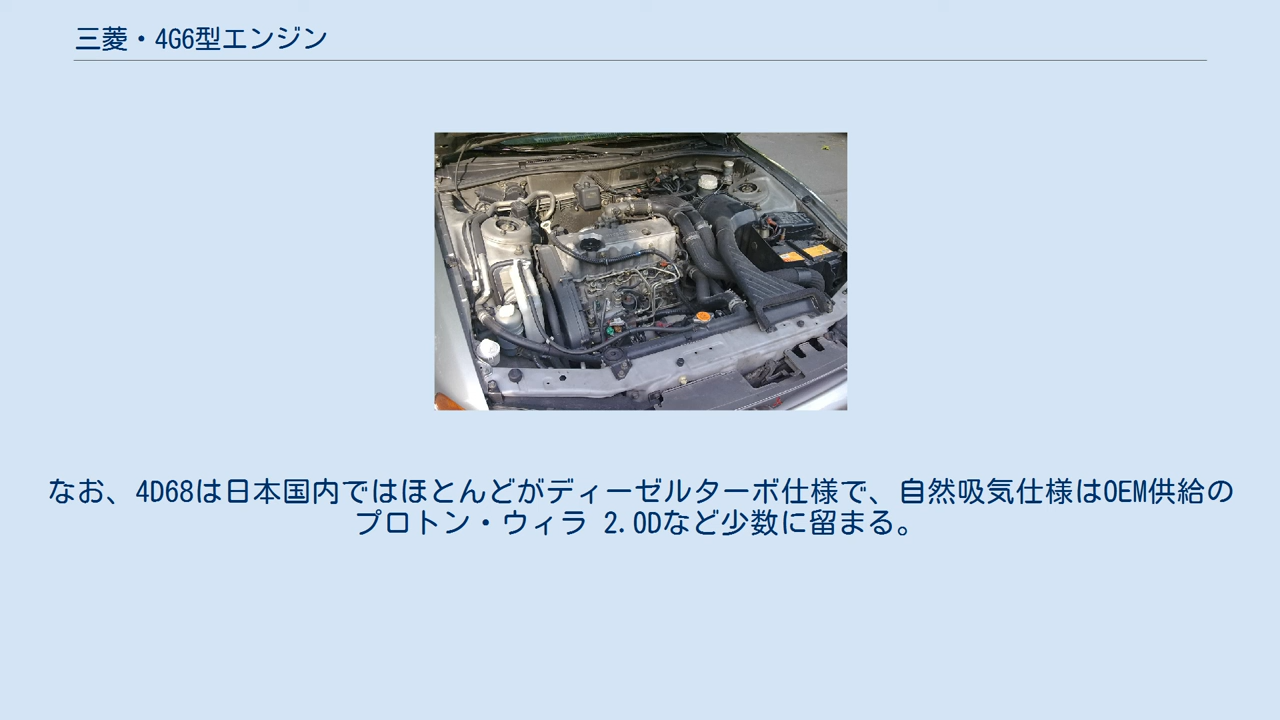 三菱・4G6型エンジン
なお、4D68は日本国内ではほとんどがディーゼルターボ仕様で、自然吸気仕様はOEM供給の
プロトン・ウィラ 2.0Dなど少数に留まる。